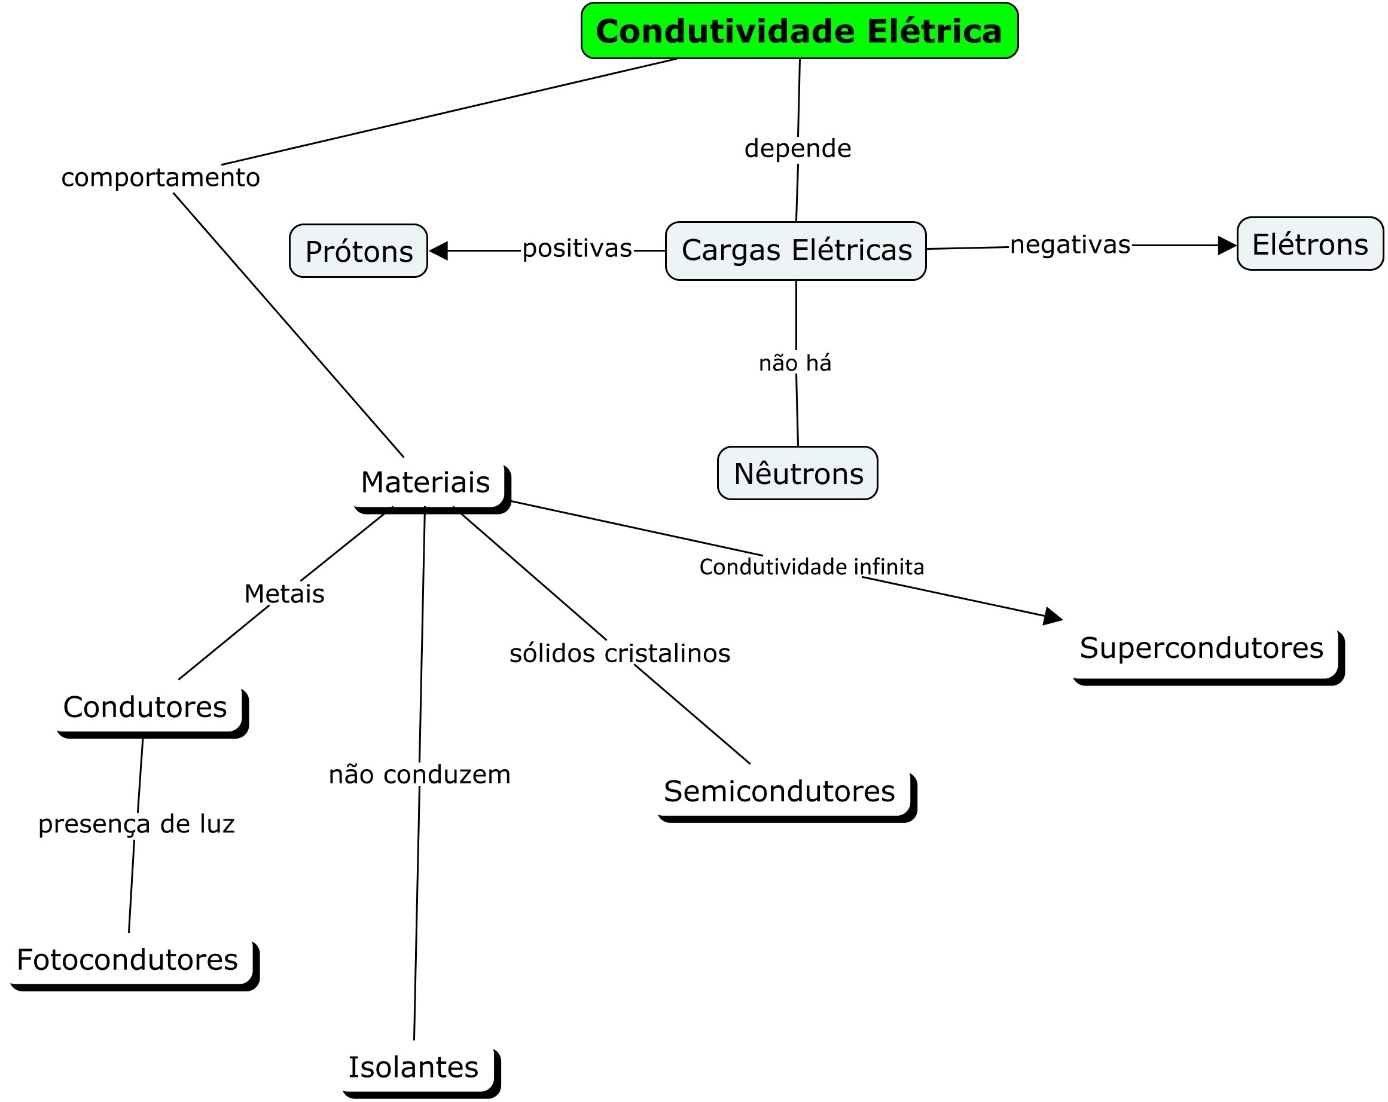 Condutividade Elétrica
depende
comportamento
Prótons
positivas
Cargas Elétricas
negativas
Elétrons
não há
Nêutrons
Materiais
Condutividade infinita
Metais
sólidos cristalinos
Supercondutores
Condutores
não conduzem
Semicondutores
presença de luz
Fotocondutores
Isolantes